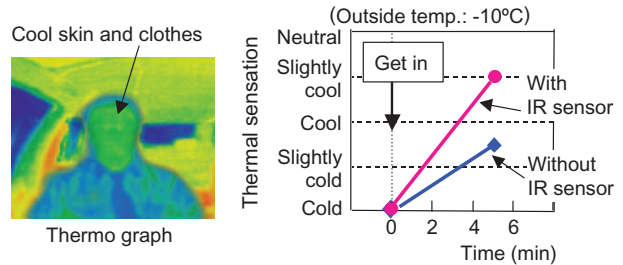 Cool skin and clothes
Thermo graph
(Outside temp.: -10ºC)
Thermal sensation
Neutral
Slightly
cool
Cool
Slightly
cold
Cold
Get in
With
IR sensor
Without
IR sensor
0 2 4 6
Time (min)